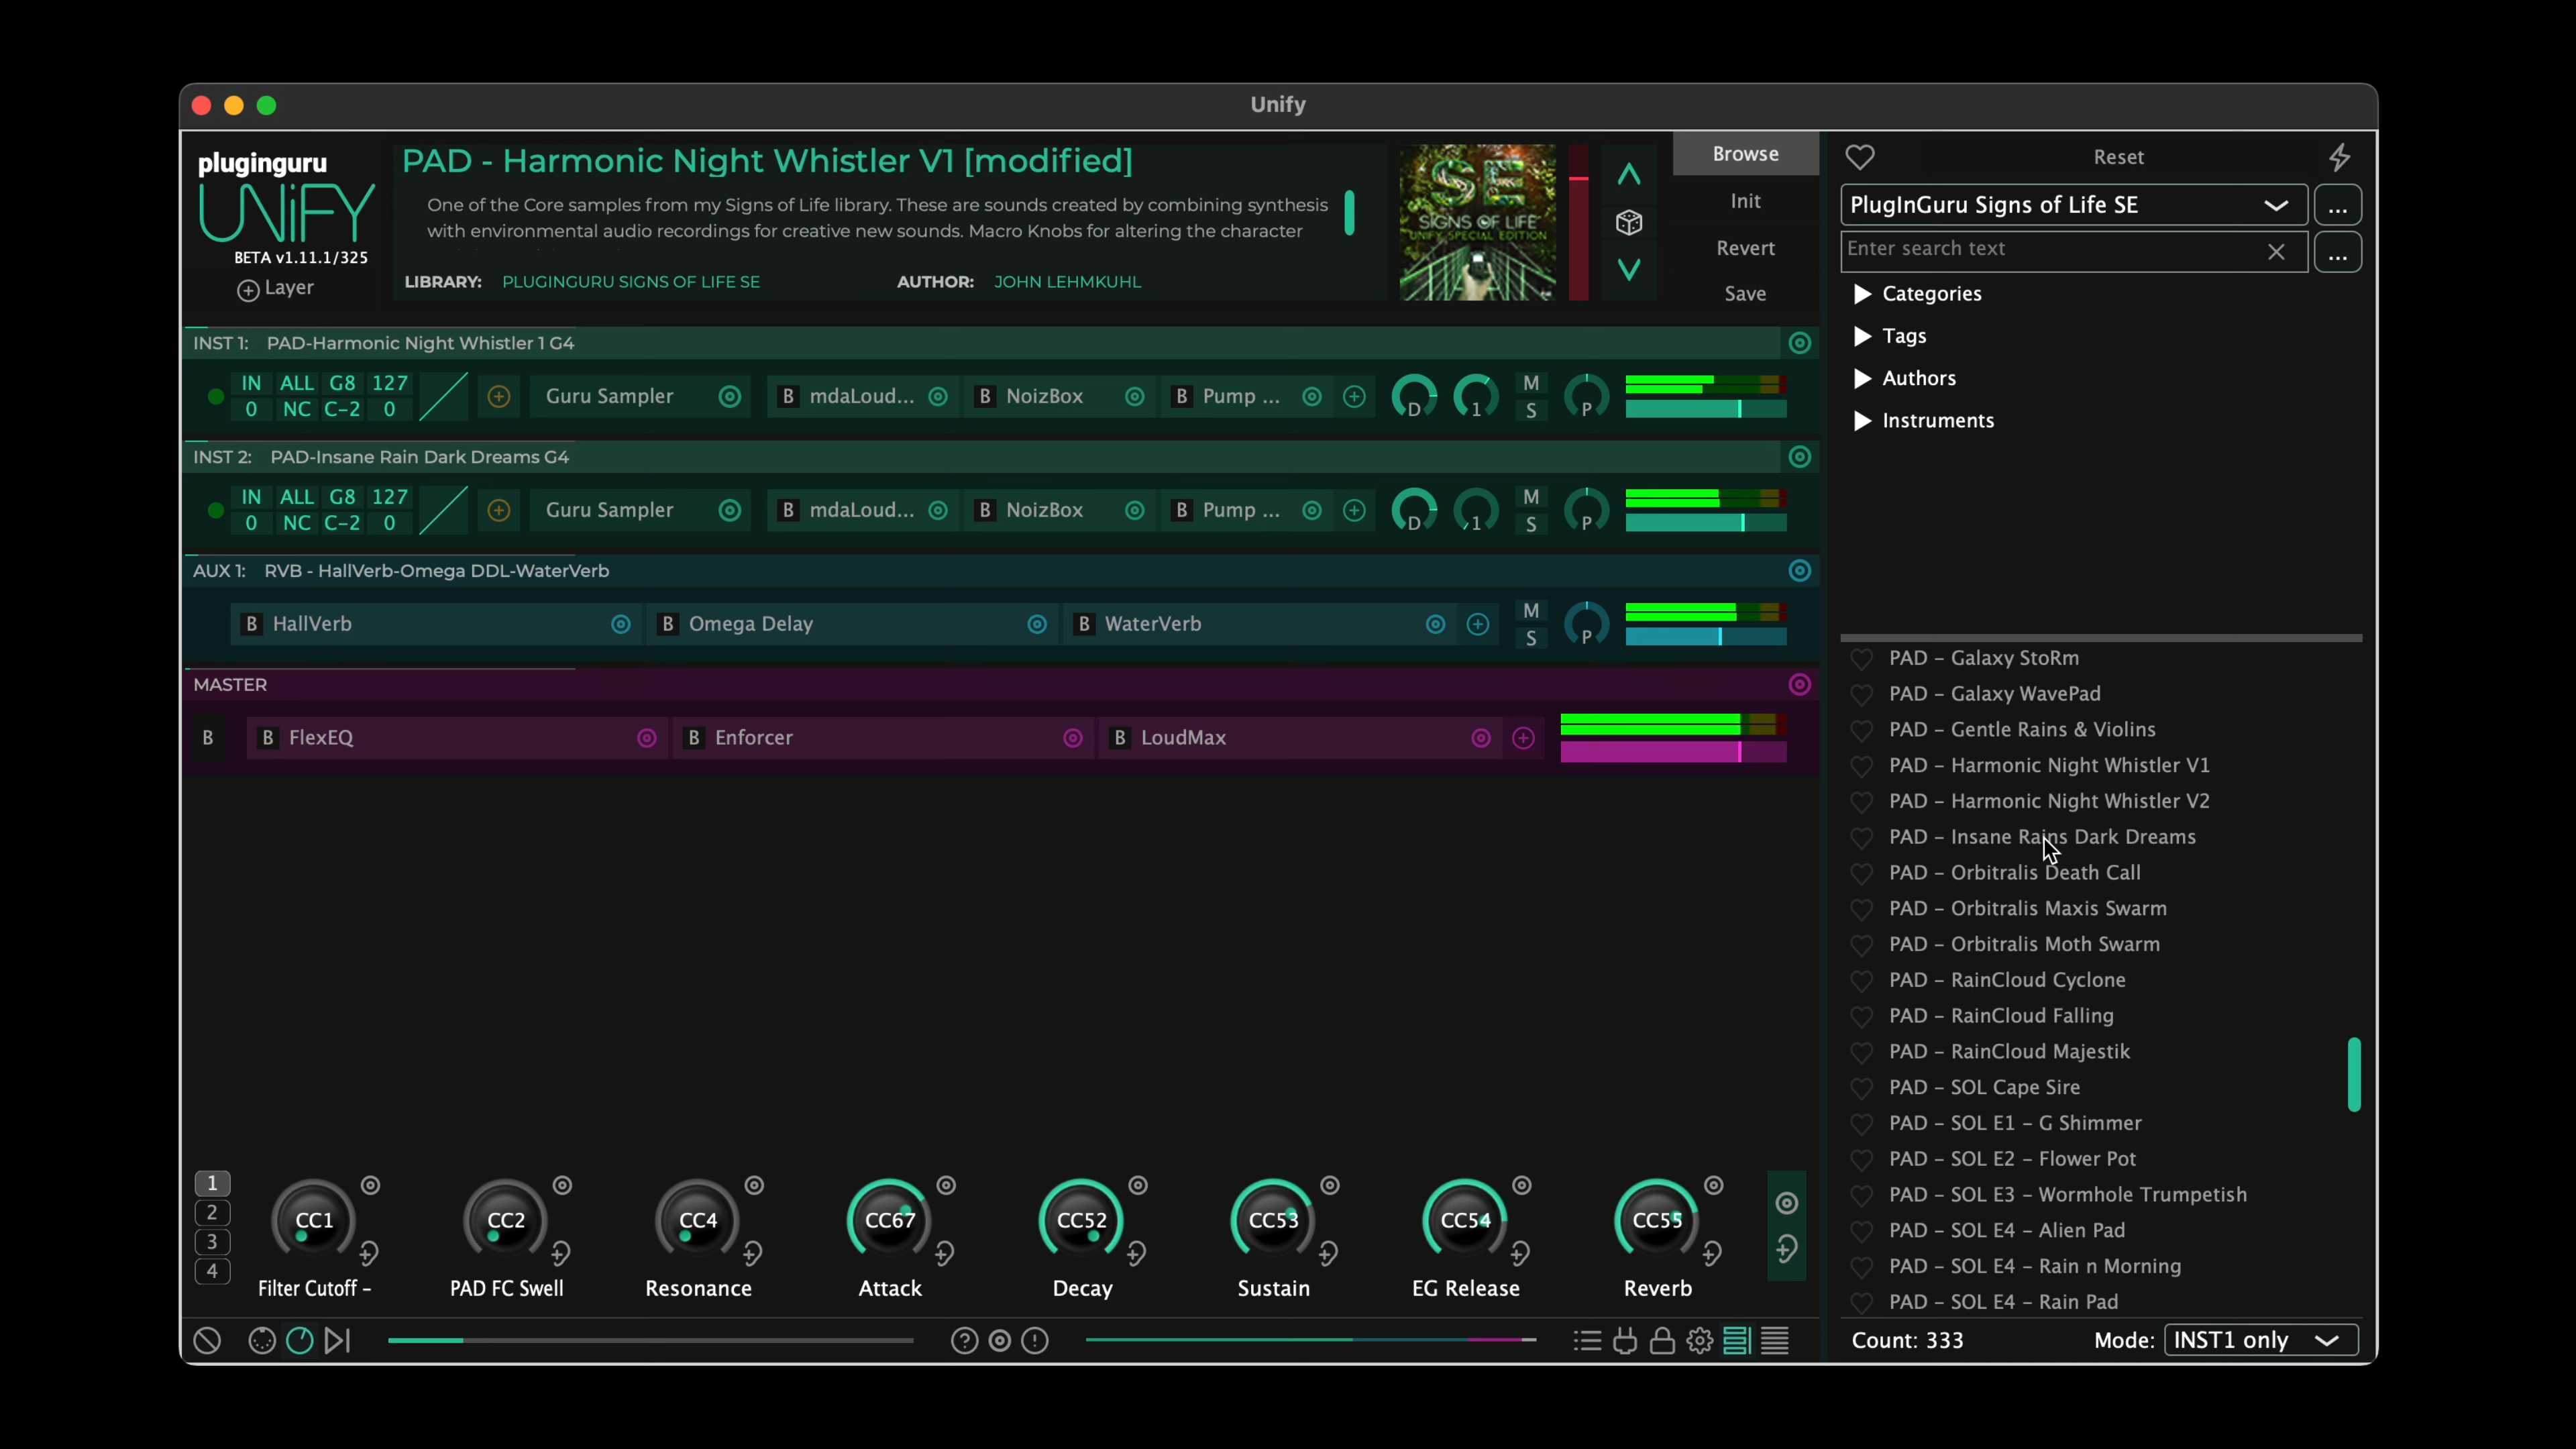 Unify
pluginguru
UNiFY
BETA v1.11.1/325
Layer
PAD - Harmonic Night Whistler V1 [modified]
One of the Core samples from my Signs of Life library. These are sounds created by combining synthesis
with environmental audio recordings for creative new sounds. Macro Knobs for altering the character
LIBRARY: PLUGINGURU SIGNS OF LIFE SE AUTHOR: JOHN LEHMKUHL
SE
SIGNS OF LIFE
UNIFY SPECIAL EDITION
Browse
Init
Revert
Save
INST 1: PAD-Harmonic Night Whistler 1 G4
IN ALL G8 127
0 NC C-2 0
Guru Sampler B mdaLoud... B NoizBox B Pump ... D 1 M S P
INST 2: PAD-Insane Rain Dark Dreams G4
IN ALL G8 127
0 NC C-2 0
Guru Sampler B mdaLoud... B NoizBox B Pump ... D 1 M S P
AUX 1: RVB - HallVerb-Omega DDL-WaterVerb
B HallVerb B Omega Delay B WaterVerb M S P
MASTER
B B FlexEQ B Enforcer B LoudMax
1
2
3
4
CC1 CC2 CC4 CC67 CC52 CC53 CC54 CC55
Filter Cutoff – PAD FC Swell Resonance Attack Decay Sustain EG Release Reverb
Reset
PlugInGuru Signs of Life SE ...
Enter search text ...
Categories
Tags
Authors
Instruments
PAD – Galaxy StoRm
PAD – Galaxy WavePad
PAD – Gentle Rains & Violins
PAD – Harmonic Night Whistler V1
PAD – Harmonic Night Whistler V2
PAD – Insane Rains Dark Dreams
PAD – Orbitralis Death Call
PAD – Orbitralis Maxis Swarm
PAD – Orbitralis Moth Swarm
PAD – RainCloud Cyclone
PAD – RainCloud Falling
PAD – RainCloud Majestik
PAD – SOL Cape Sire
PAD – SOL E1 – G Shimmer
PAD – SOL E2 – Flower Pot
PAD – SOL E3 – Wormhole Trumpetish
PAD – SOL E4 – Alien Pad
PAD – SOL E4 – Rain n Morning
PAD – SOL E4 – Rain Pad
Count: 333 Mode: INST1 only